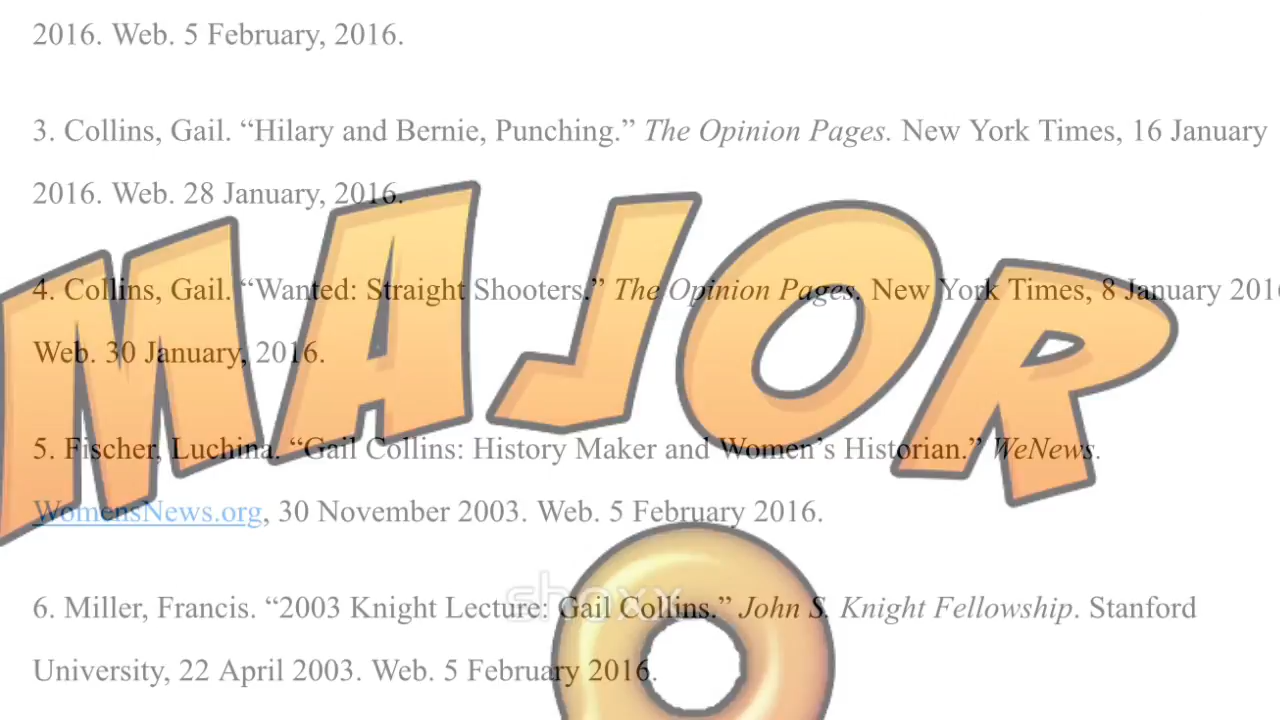 2016. Web. 5 February, 2016.
3. Collins, Gail. “Hilary and Bernie, Punching.” The Opinion Pages. New York Times, 16 January
2016. Web. 28 January, 2016.
MAJOR
4. Collins, Gail. “Wanted: Straight Shooters.” The Opinion Pages. New York Times, 8 January 201
Web. 30 January, 2016.
5. Fischer, Luchina. “Gail Collins: History Maker and Women’s Historian.” WeNews.
WomensNews.org, 30 November 2003. Web. 5 February 2016.
6. Miller, Francis. “2003 Knight Lecture: Gail Collins.” John S. Knight Fellowship. Stanford
University, 22 April 2003. Web. 5 February 2016.